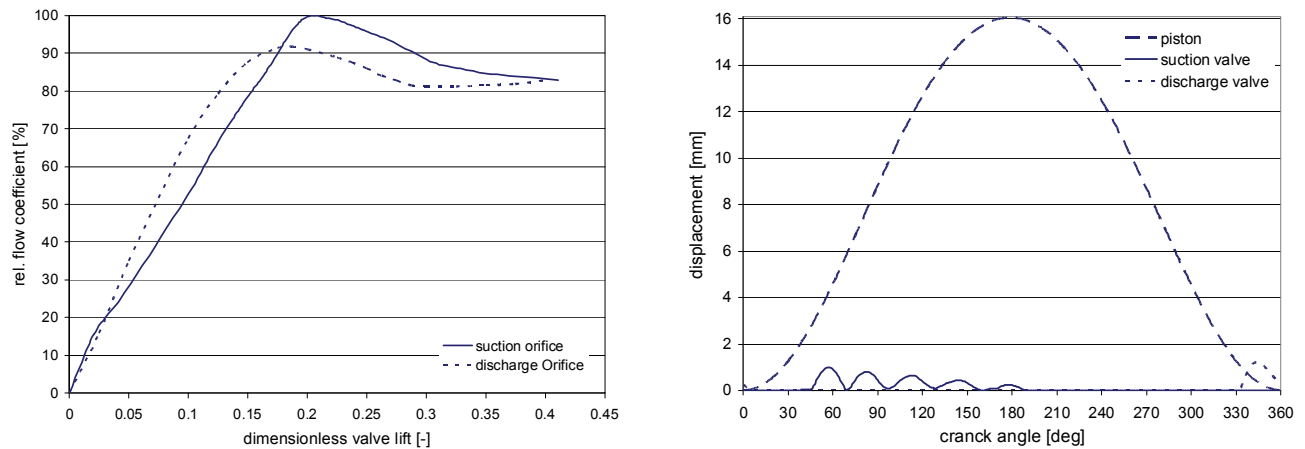 100
90
80
70
60
50
40
30
20
10
0
rel. flow coefficient [%]
suction orifice
discharge Orifice
0 0.05 0.1 0.15 0.2 0.25 0.3 0.35 0.4 0.45
dimensionless valve lift [-]
16
14
12
10
8
6
4
2
0
displacement [mm]
piston
suction valve
discharge valve
0 30 60 90 120 150 180 210 240 270 300 330 360
cranck angle [deg]